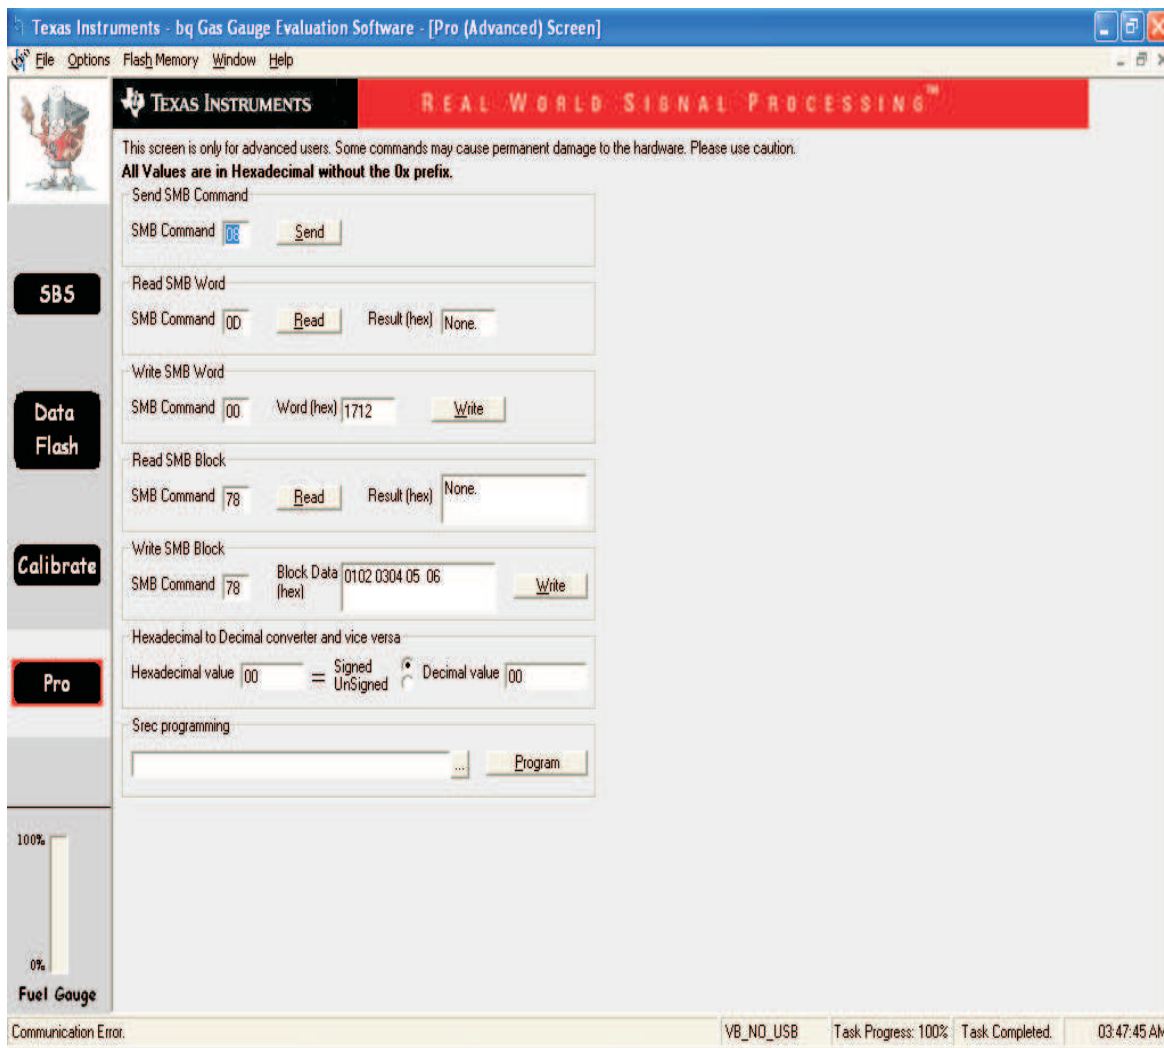 Texas Instruments - bq Gas Gauge Evaluation Software - [Pro (Advanced) Screen]
File Options Flash Memory Window Help
TEXAS INSTRUMENTS REAL WORLD SIGNAL PROCESSING™
This screen is only for advanced users. Some commands may cause permanent damage to the hardware. Please use caution.
All Values are in Hexadecimal without the 0x prefix.
Send SMB Command
SMB Command 08 Send
Read SMB Word
SMB Command 0D Read Result (hex) None.
Write SMB Word
SMB Command 00 Word (hex) 1712 Write
Read SMB Block
SMB Command 78 Read Result (hex) None.
Write SMB Block
SMB Command 78 Block Data (hex) 0102 0304 05 06 Write
Hexadecimal to Decimal converter and vice versa
Hexadecimal value 00 = Signed UnSigned Decimal value 00
Srec programming
... Program
SBS
Data
Flash
Calibrate
Pro
100%
0%
Fuel Gauge
Communication Error. VB_NO_USB Task Progress: 100% Task Completed. 03:47:45 AM